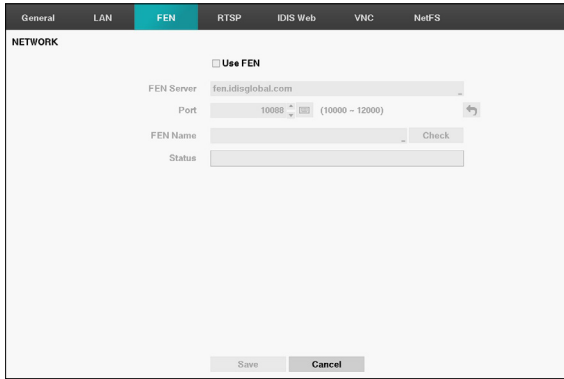 General LAN FEN RTSP IDIS Web VNC NetFS
NETWORK
Use FEN
FEN Server fen.idisglobal.com
Port 10088 (10000 ~ 12000)
FEN Name Check
Status
Save Cancel